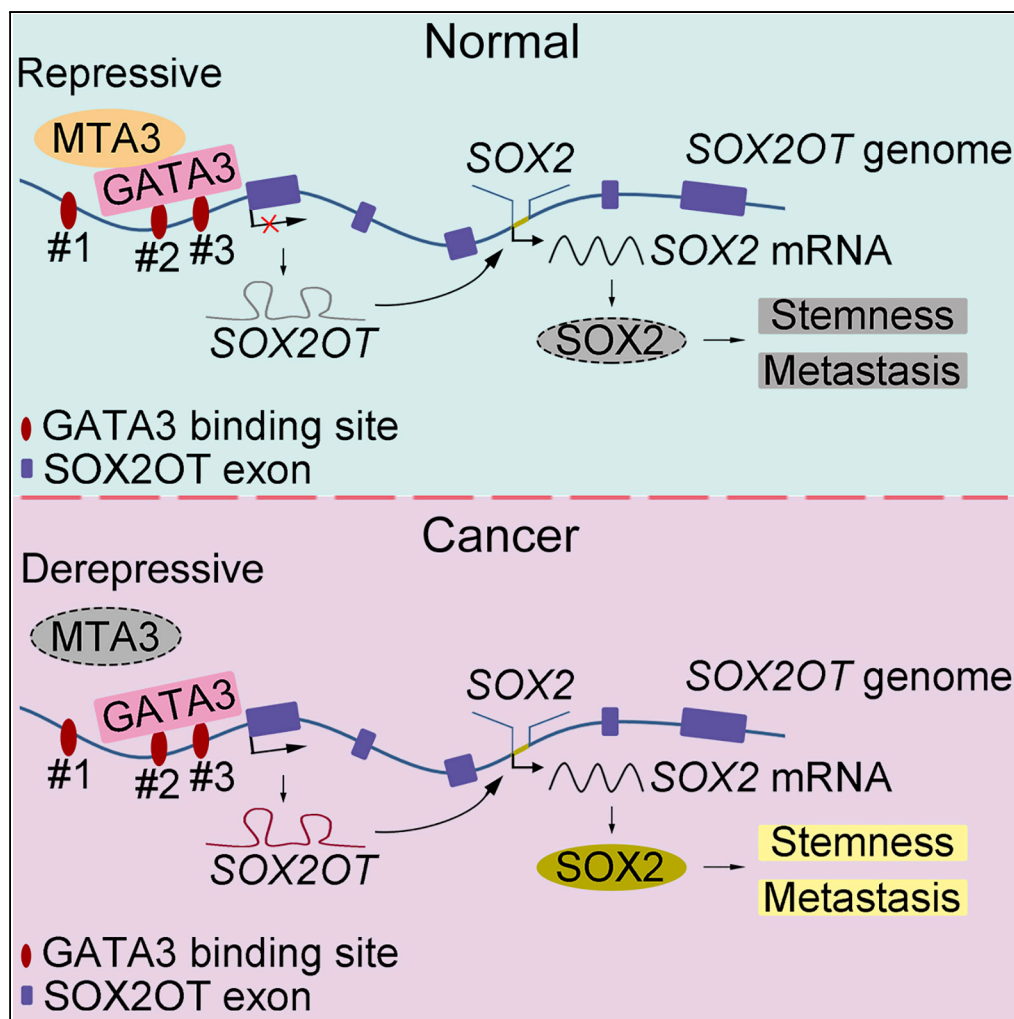 Normal
Repressive
MTA3
GATA3
SOX2
SOX2OT genome
#1
#2
#3
SOX2 mRNA
SOX2OT
SOX2
Stemness
Metastasis
GATA3 binding site
SOX2OT exon
Cancer
Derepressive
MTA3
GATA3
SOX2
SOX2OT genome
#1
#2
#3
SOX2 mRNA
SOX2OT
SOX2
Stemness
Metastasis
GATA3 binding site
SOX2OT exon